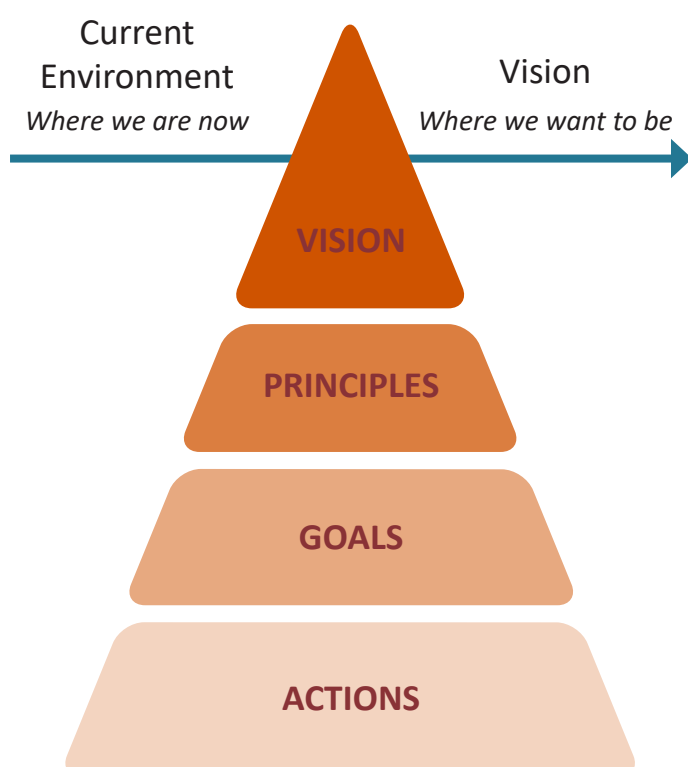 Current
Environment
Where we are now
Vision
Where we want to be
VISION
PRINCIPLES
GOALS
ACTIONS